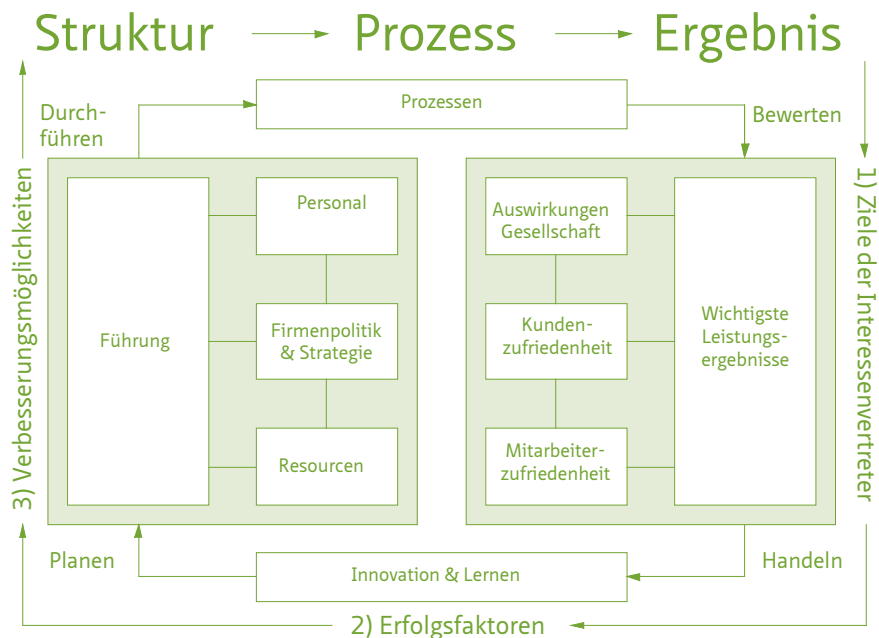 Struktur
Prozess
Ergebnis
Durch-
führen
Prozessen
Bewerten
3) Verbesserungsmöglichkeiten
Führung
Personal
Firmenpolitik
& Strategie
Resourcen
Auswirkungen
Gesellschaft
Kunden-
zufriedenheit
Mitarbeiter-
zufriedenheit
Wichtigste
Leistungs-
ergebnisse
1) Ziele der Interessenvertreter
Planen
Innovation & Lernen
Handeln
2) Erfolgsfaktoren